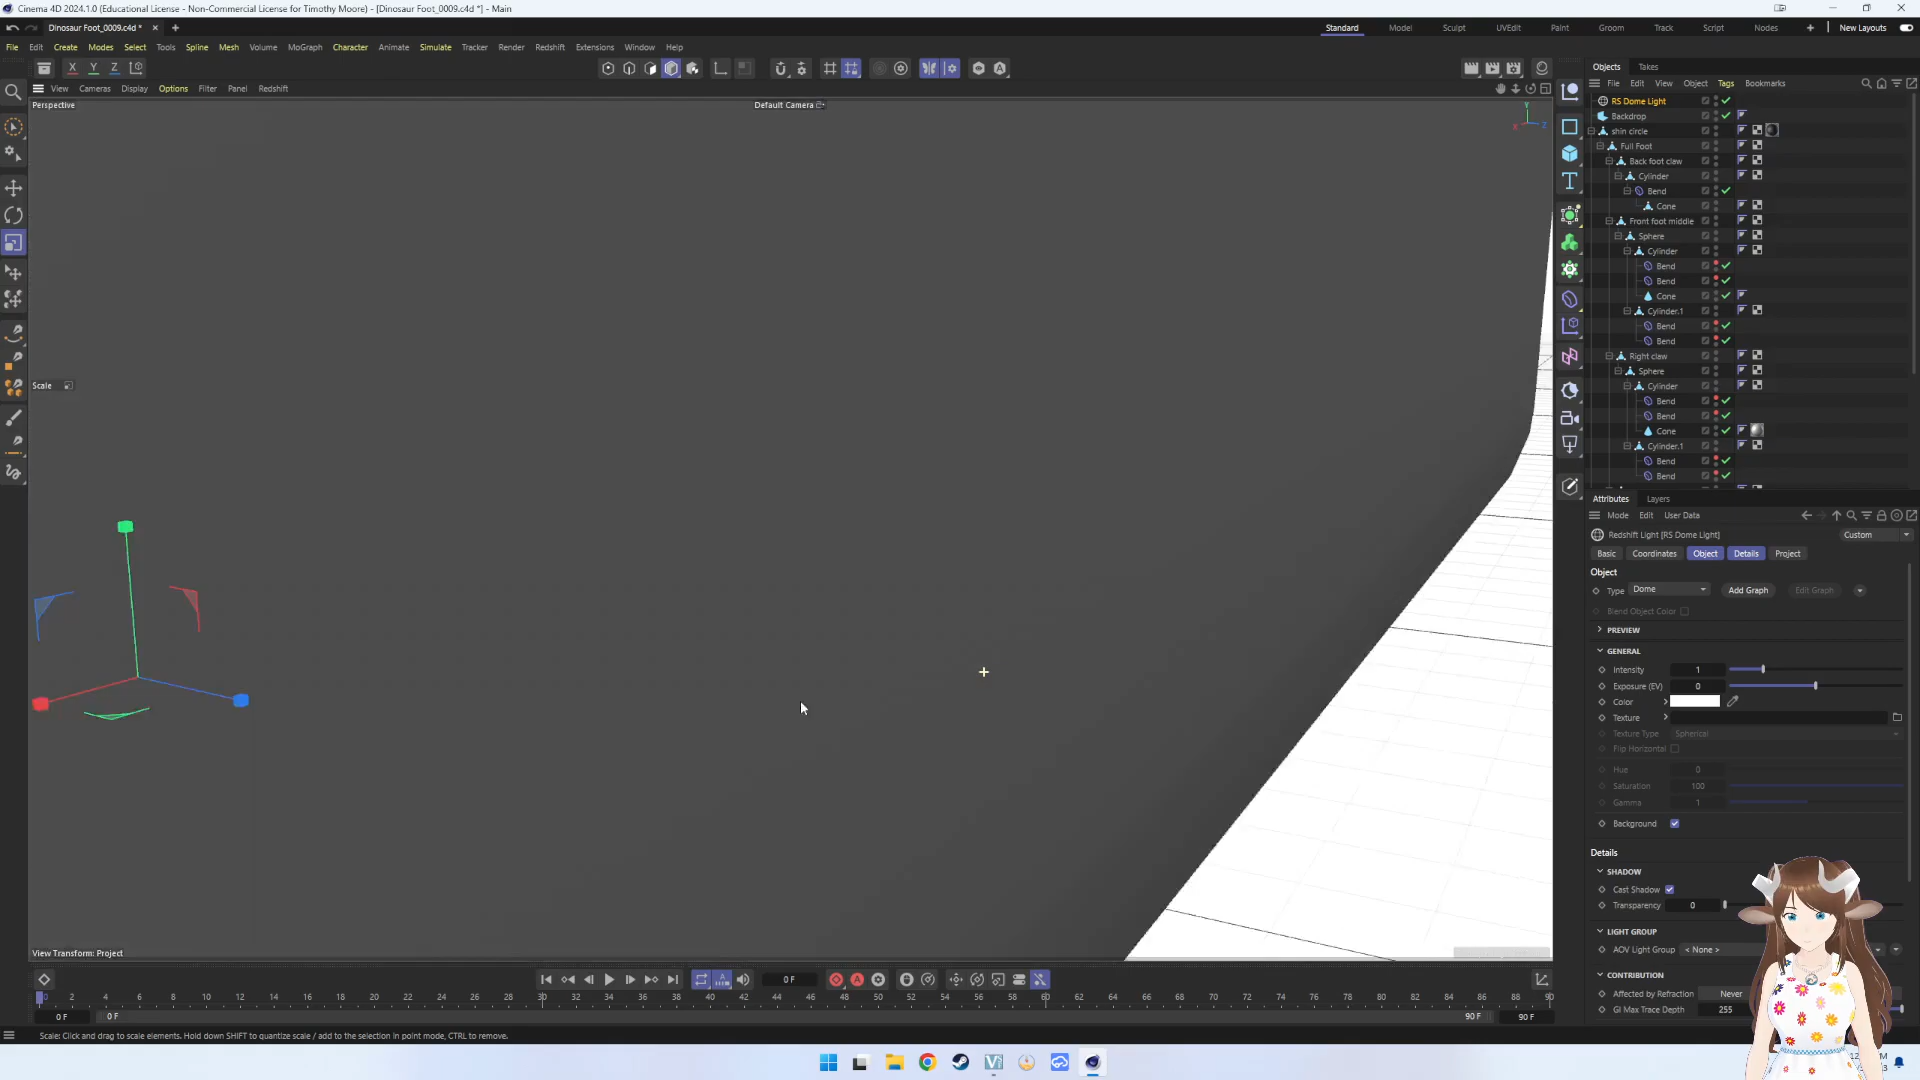 Cinema 4D 2024.1.0 (Educational License - Non-Commercial License for Timothy Moore) - [Dinosaur Foot_0009.c4d *] - Main
Dinosaur Foot_0009.c4d *
Standard Model Sculpt UVEdit Paint Groom Track Script Nodes New Layouts
File Edit Create Modes Select Tools Spline Mesh Volume MoGraph Character Animate Simulate Tracker Render Redshift Extensions Window Help
X Y Z
Objects Takes
File Edit View Object Tags Bookmarks
View Cameras Display Options Filter Panel Redshift
Perspective
Default Camera
Y
X Z
RS Dome Light
Backdrop
shin circle
Full Foot
Back foot claw
Cylinder
Bend
Cone
Front foot middle
Sphere
Cylinder
Bend
Bend
Cone
Cylinder.1
Bend
Bend
Right claw
Sphere
Cylinder
Bend
Bend
Cone
Cylinder.1
Bend
Bend
Scale
Attributes Layers
Mode Edit User Data
Redshift Light [RS Dome Light]
Custom
Basic Coordinates Object Details Project
Object
Type Dome Add Graph Edit Graph
Blend Object Color
PREVIEW
GENERAL
Intensity 1
Exposure (EV) 0
Color
Texture
Texture Type Spherical
Flip Horizontal
Hue 0
Saturation 100
Gamma 1
Background
Details
SHADOW
Cast Shadow
Transparency 0
LIGHT GROUP
AOV Light Group < None >
CONTRIBUTION
Affected by Refraction Never
GI Max Trace Depth 255
View Transform: Project
0 F
0 2 4 6 8 10 12 14 16 18 20 22 24 26 28 30 32 34 36 38 40 42 44 46 48 50 52 54 56 58 60 62 64 66 68 70 72 74 76 78 80 82 84 86 88 90
0 F 0 F 90 F 90 F
Scale: Click and drag to scale elements. Hold down SHIFT to quantize scale / add to the selection in point mode, CTRL to remove.